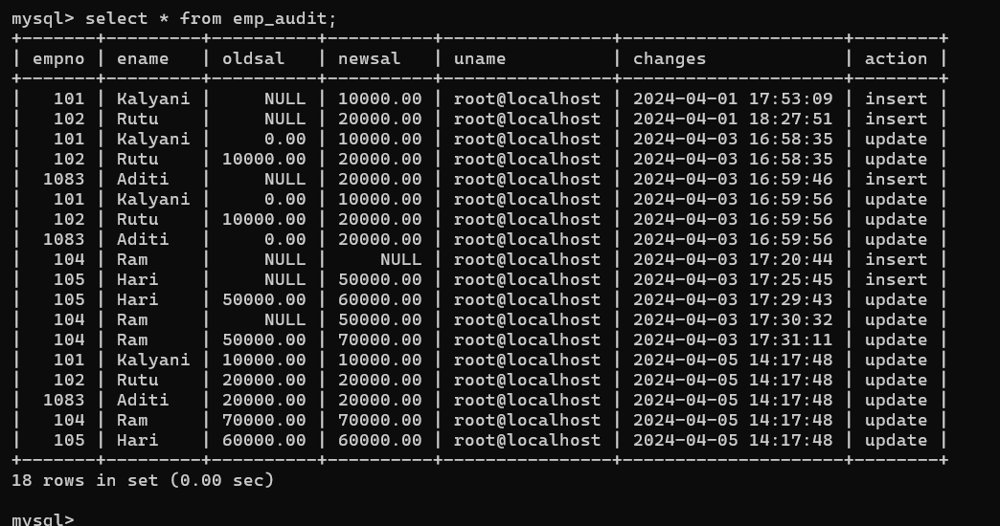 mysql> select * from emp_audit;
+-------+---------+----------+----------+----------------+---------------------+--------+
| empno | ename   | oldsal   | newsal   | uname          | changes             | action |
+-------+---------+----------+----------+----------------+---------------------+--------+
|   101 | Kalyani |     NULL | 10000.00 | root@localhost | 2024-04-01 17:53:09 | insert |
|   102 | Rutu    |     NULL | 20000.00 | root@localhost | 2024-04-01 18:27:51 | insert |
|   101 | Kalyani |     0.00 | 10000.00 | root@localhost | 2024-04-03 16:58:35 | update |
|   102 | Rutu    | 10000.00 | 20000.00 | root@localhost | 2024-04-03 16:58:35 | update |
|  1083 | Aditi   |     NULL | 20000.00 | root@localhost | 2024-04-03 16:59:46 | insert |
|   101 | Kalyani |     0.00 | 10000.00 | root@localhost | 2024-04-03 16:59:56 | update |
|   102 | Rutu    | 10000.00 | 20000.00 | root@localhost | 2024-04-03 16:59:56 | update |
|  1083 | Aditi   |     0.00 | 20000.00 | root@localhost | 2024-04-03 16:59:56 | update |
|   104 | Ram     |     NULL |     NULL | root@localhost | 2024-04-03 17:20:44 | insert |
|   105 | Hari    |     NULL | 50000.00 | root@localhost | 2024-04-03 17:25:45 | insert |
|   105 | Hari    | 50000.00 | 60000.00 | root@localhost | 2024-04-03 17:29:43 | update |
|   104 | Ram     |     NULL | 50000.00 | root@localhost | 2024-04-03 17:30:32 | update |
|   104 | Ram     | 50000.00 | 70000.00 | root@localhost | 2024-04-03 17:31:11 | update |
|   101 | Kalyani | 10000.00 | 10000.00 | root@localhost | 2024-04-05 14:17:48 | update |
|   102 | Rutu    | 20000.00 | 20000.00 | root@localhost | 2024-04-05 14:17:48 | update |
|  1083 | Aditi   | 20000.00 | 20000.00 | root@localhost | 2024-04-05 14:17:48 | update |
|   104 | Ram     | 70000.00 | 70000.00 | root@localhost | 2024-04-05 14:17:48 | update |
|   105 | Hari    | 60000.00 | 60000.00 | root@localhost | 2024-04-05 14:17:48 | update |
+-------+---------+----------+----------+----------------+---------------------+--------+
18 rows in set (0.00 sec)

mysql>